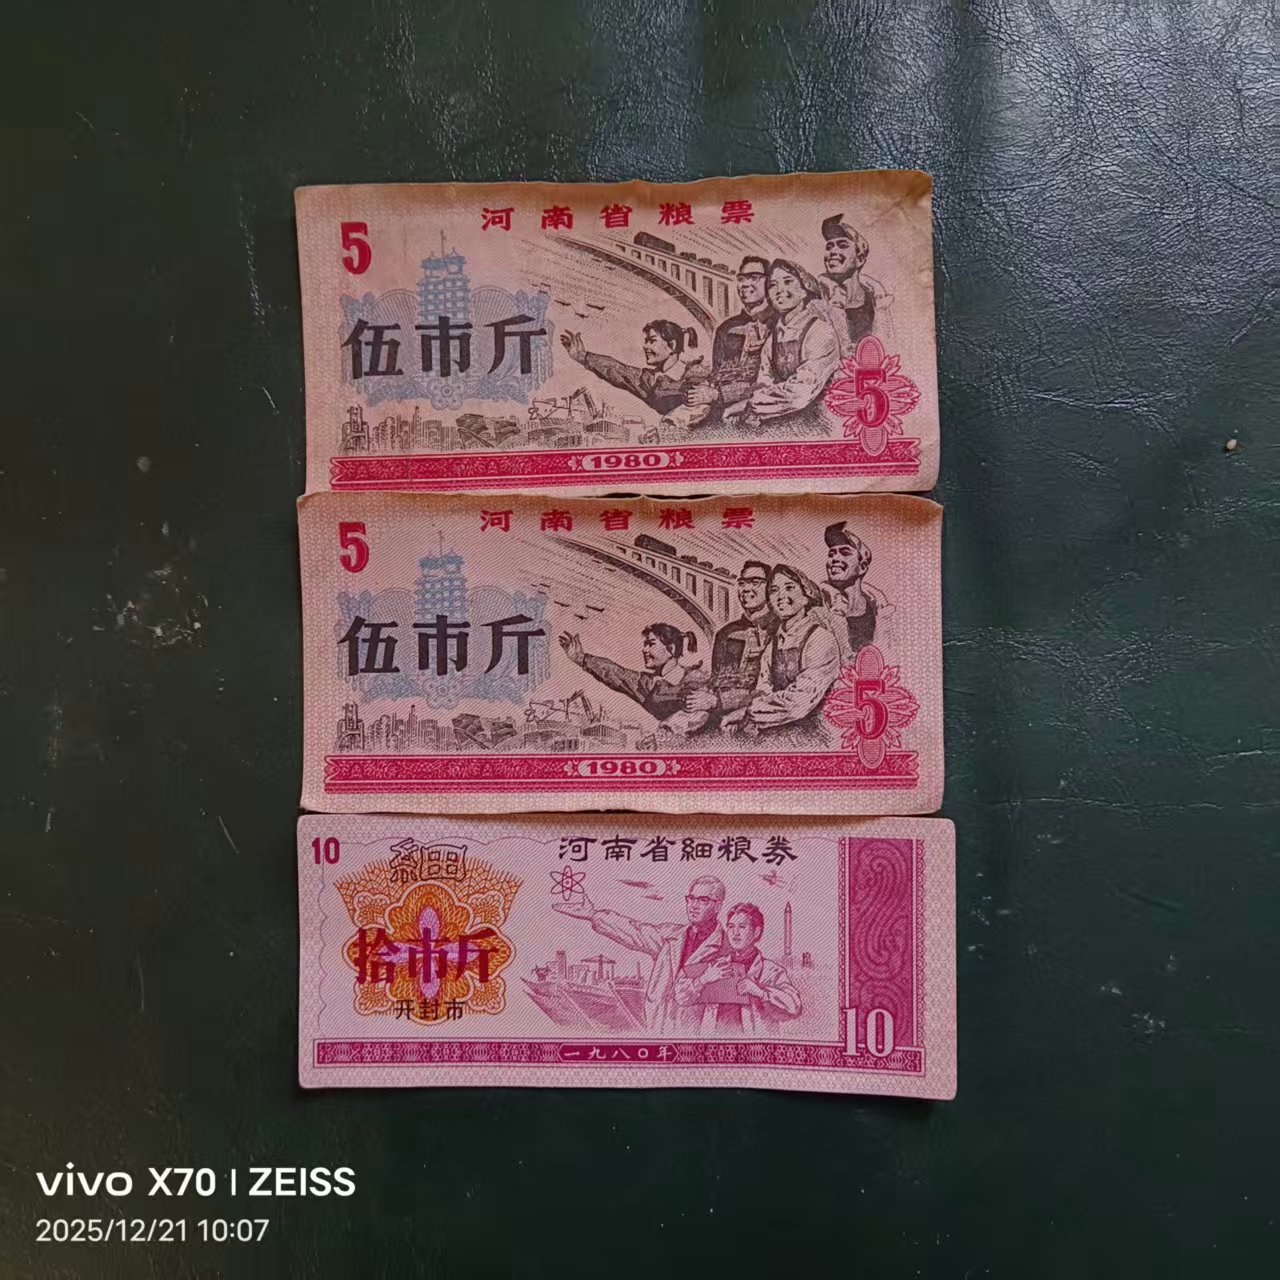 河南省粮票
5
伍市斤
5
1980
河南省粮票
5
伍市斤
5
1980
10
河南省細粮券
拾市斤
开封市
10
一九八〇年
vivo X70 | ZEISS
2025/12/21 10:07